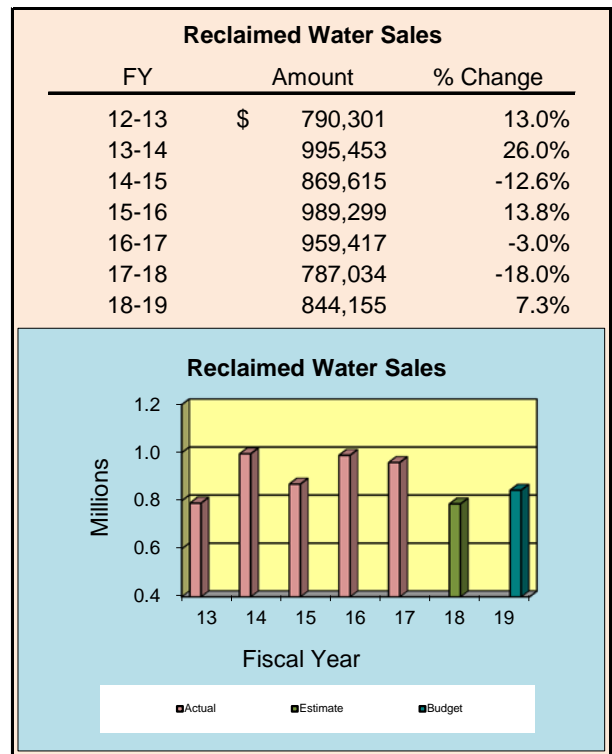 Reclaimed Water Sales
FY Amount % Change
12-13 $ 790,301 13.0%
13-14 995,453 26.0%
14-15 869,615 -12.6%
15-16 989,299 13.8%
16-17 959,417 -3.0%
17-18 787,034 -18.0%
18-19 844,155 7.3%
Reclaimed Water Sales
1.2
1.0
0.8
0.6
0.4
Millions
13 14 15 16 17 18 19
Fiscal Year
Actual Estimate Budget